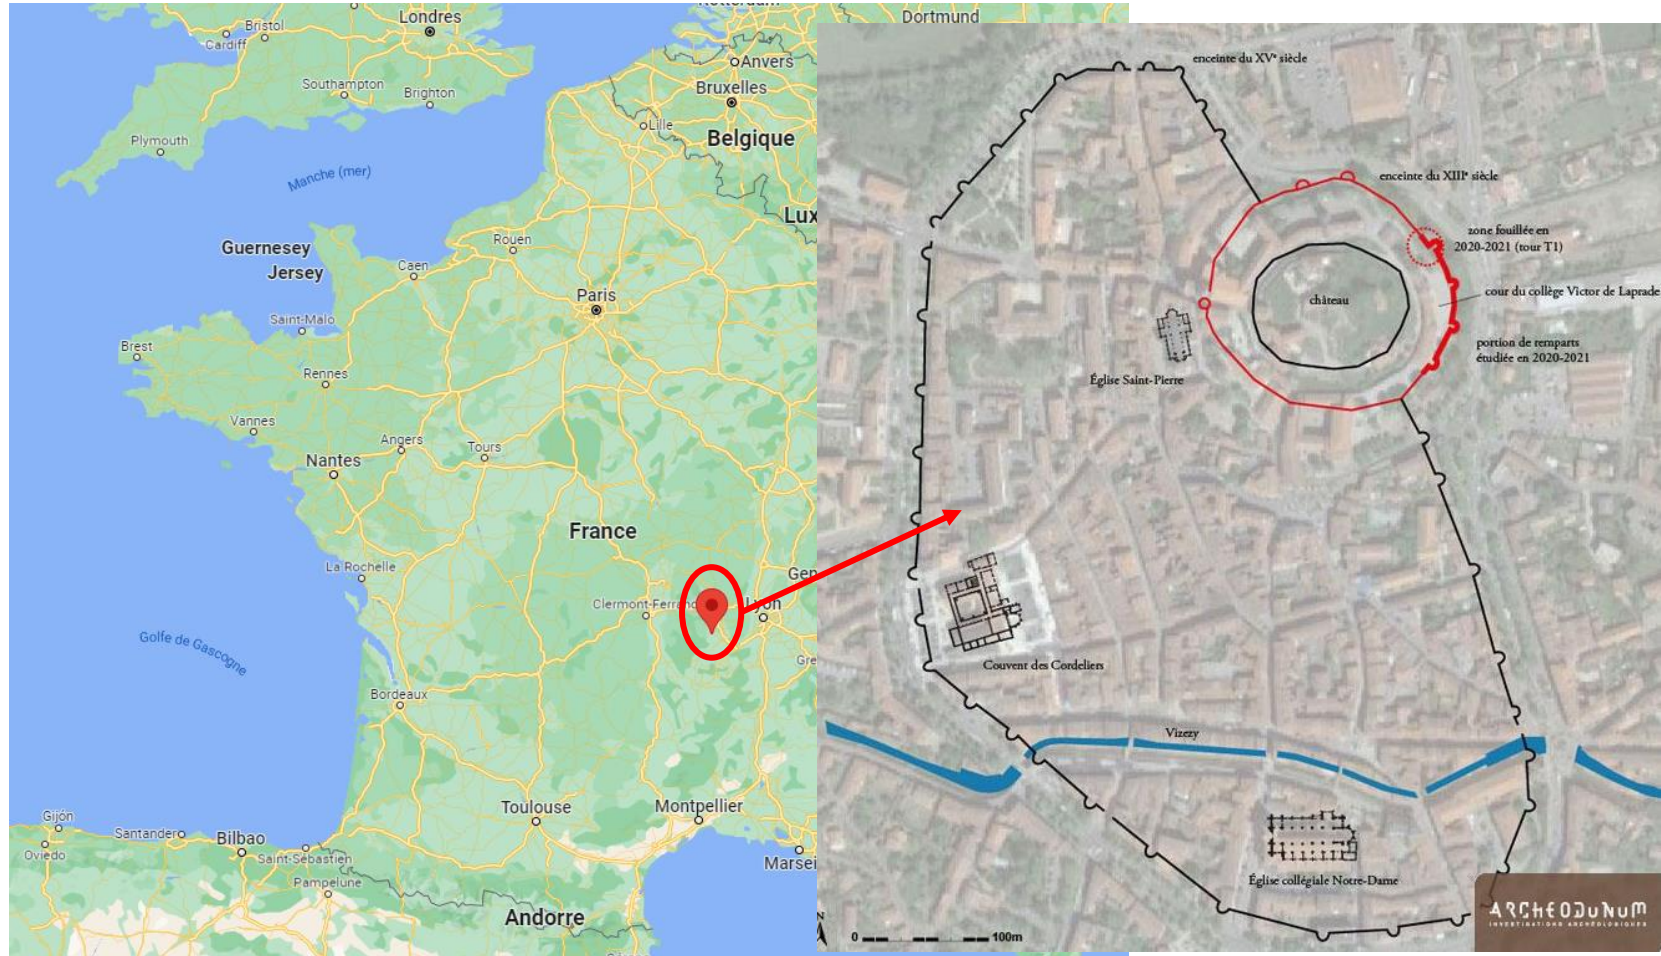 Dortmund
Londres
Bristol
Cardiff
Anvers
Southampton
Brighton
Bruxelles
Lille
Plymouth
Belgique
Manche (mer)
Lux
Rouen
Guernesey
Jersey
Caen
Paris
Saint-Malo
Brest
Rennes
Vannes
Angers
Tours
Nantes
France
La Rochelle
Gen
Clermont-Ferrand
Lyon
Golfe de Gascogne
Gre
Bordeaux
Toulouse
Montpellier
Gijón
Santander
Bilbao
Oviedo
Saint-Sébastien
Marsei
Pampelune
Andorre
enceinte du XVe siècle
enceinte du XIIIe siècle
zone fouillée en
2020-2021 (tour T1)
château
cour du collège Victor de Laprade
portion de remparts
étudiée en 2020-2021
Église Saint-Pierre
Couvent des Cordeliers
Vizezy
Église collégiale Notre-Dame
N
0
100m
ARCHEODUNUM
INVESTIGATIONS ARCHÉOLOGIQUES